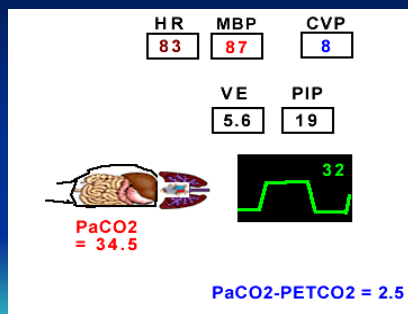 HR MBP CVP
83 87 8
VE PIP
5.6 19
32
PaCO2
= 34.5
PaCO2-PETCO2 = 2.5